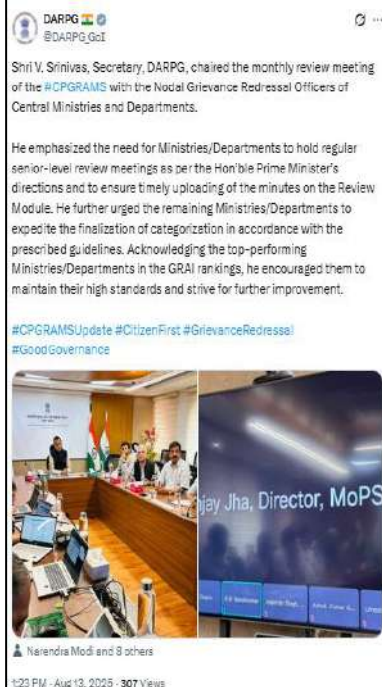 DARPG
@DARPG_GoI
Shri V. Srinivas, Secretary, DARPG, chaired the monthly review meeting
of the #CPGRAMS with the Nodal Grievance Redressal Officers of
Central Ministries and Departments.
He emphasized the need for Ministries/Departments to hold regular
senior-level review meetings as per the Hon'ble Prime Minister's
directions and to ensure timely uploading of the minutes on the Review
Module. He further urged the remaining Ministries/Departments to
expedite the finalization of categorization in accordance with the
prescribed guidelines. Acknowledging the top-performing
Ministries/Departments in the GRAI rankings, he encouraged them to
maintain their high standards and strive for further improvement.
#CPGRAMSUpdate #CitizenFirst #GrievanceRedressal
#GoodGovernance
jay Jha, Director, MoPS
Narendra Modi and 8 others
1:23 PM · Aug 13, 2025 · 307 Views